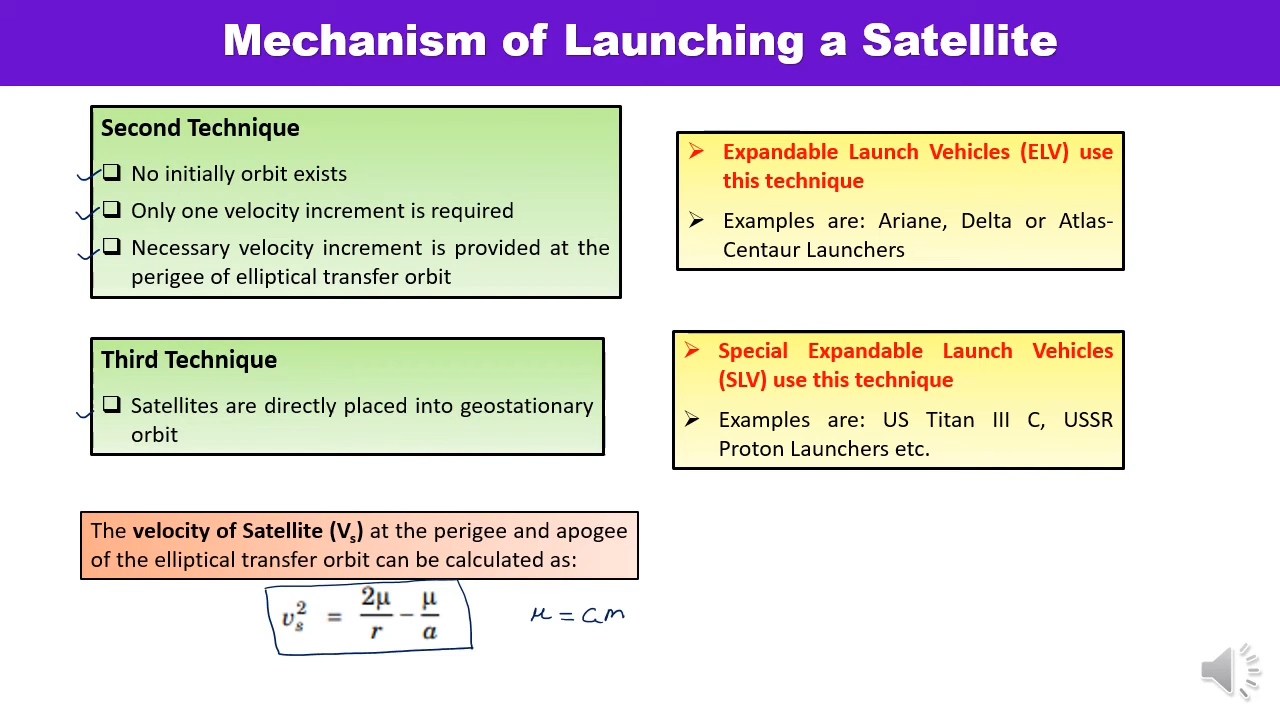 Mechanism of Launching a Satellite
Second Technique
❑ No initially orbit exists
❑ Only one velocity increment is required
❑ Necessary velocity increment is provided at the
perigee of elliptical transfer orbit
➢ Expandable Launch Vehicles (ELV) use
this technique
➢ Examples are: Ariane, Delta or Atlas-
Centaur Launchers
Third Technique
❑ Satellites are directly placed into geostationary
orbit
➢ Special Expandable Launch Vehicles
(SLV) use this technique
➢ Examples are: US Titan III C, USSR
Proton Launchers etc.
The velocity of Satellite (Vs) at the perigee and apogee
of the elliptical transfer orbit can be calculated as:
v_s^2 = 2μ/r − μ/a
μ = GM